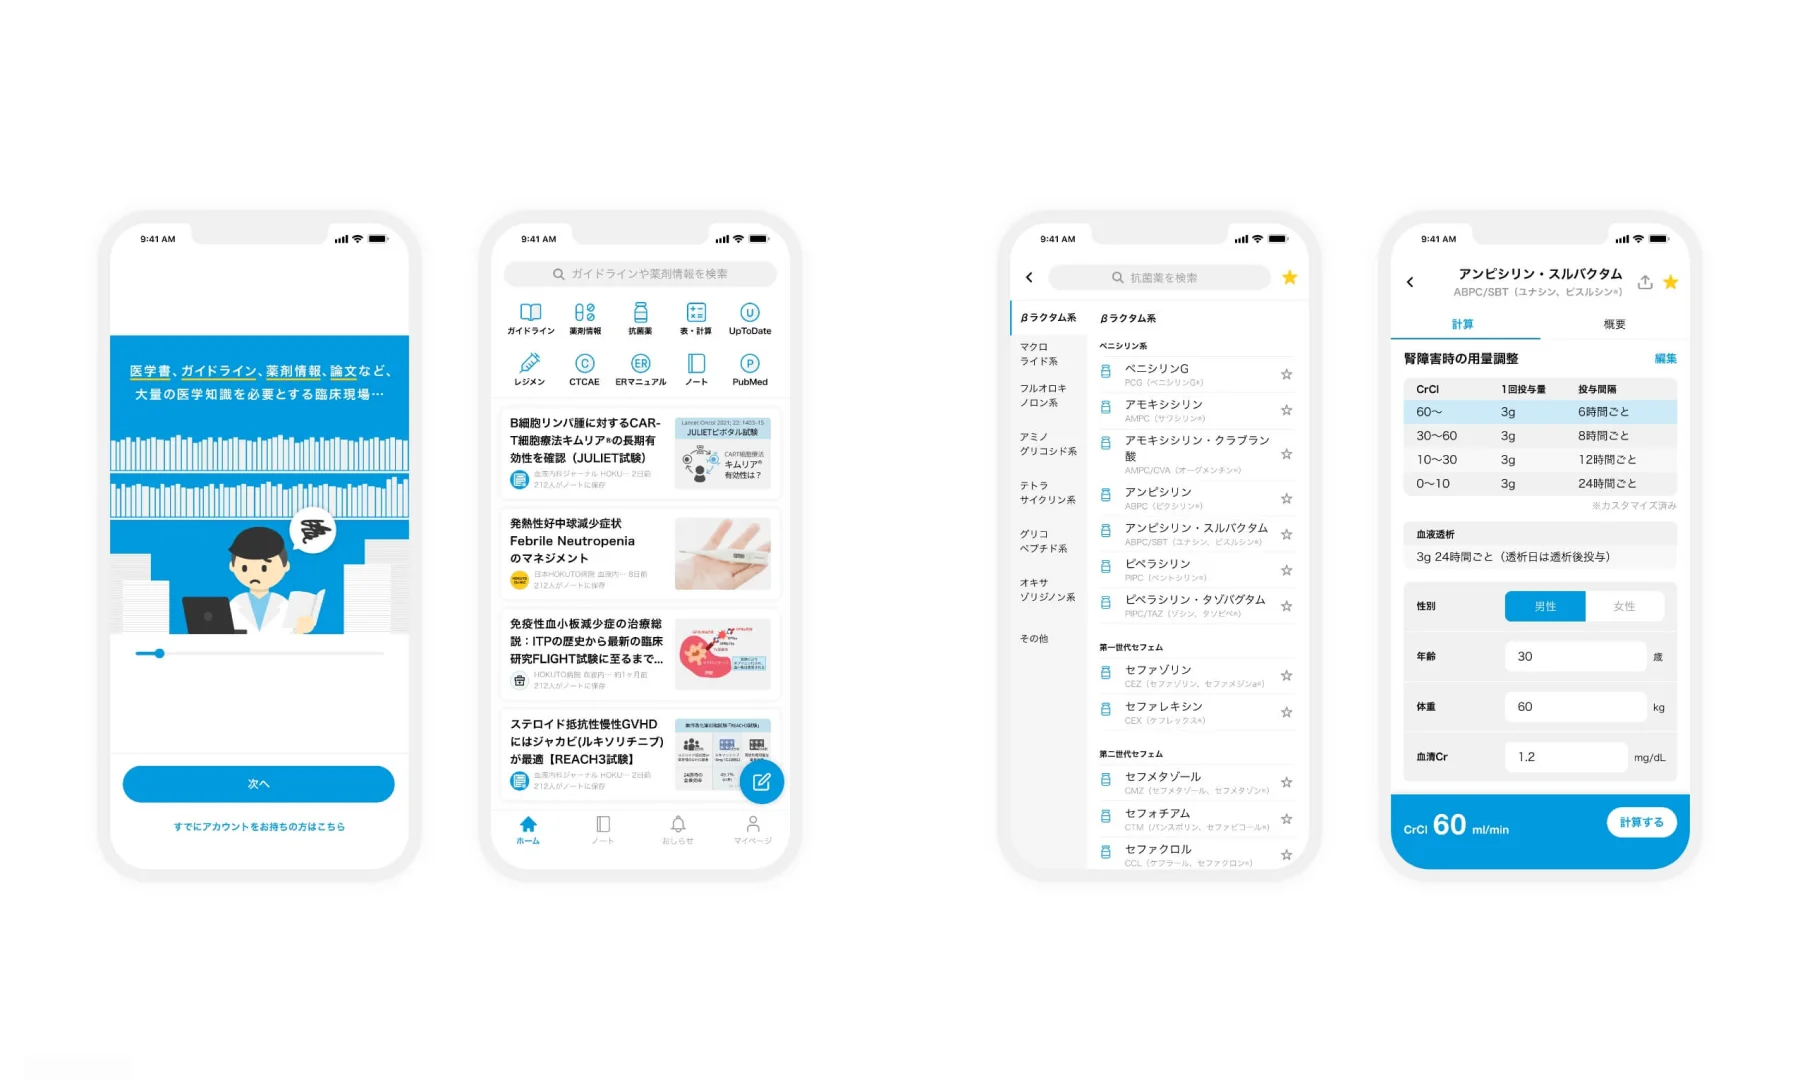 9:41 AM
医学書、ガイドライン、薬剤情報、論文など、
大量の医学知識を必要とする臨床現場…
次へ
すでにアカウントをお持ちの方はこちら
9:41 AM
ガイドラインや薬剤情報を検索
ガイドライン
薬剤情報
抗菌薬
表・計算
U
UpToDate
レジメン
C
CTCAE
ER
ERマニュアル
ノート
P
PubMed
B細胞リンパ腫に対するCAR-
T細胞療法キムリア®の長期有
効性を確認（JULIET試験）
血液内科ジャーナル HOKU… 2日前
212人がノートに保存
Lancet Oncol 2021; 22: 1403-15
JULIETピボタル試験
CART細胞療法
キムリア®
有効性は？
発熱性好中球減少症状
Febrile Neutropenia
のマネジメント
日本HOKUTO病院 血液内… 8日前
212人がノートに保存
免疫性血小板減少症の治療総
説：ITPの歴史から最新の臨床
研究FLIGHT試験に至るまで...
HOKUTO病院 血液内… 約1ヶ月前
212人がノートに保存
ステロイド抵抗性慢性GVHD
にはジャカビ(ルキソリチニブ)
が最適【REACH3試験】
血液内科ジャーナル HOKU… 2日前
212人がノートに保存
ホーム
ノート
おしらせ
マイページ
9:41 AM
抗菌薬を検索
βラクタム系
マクロ
ライド系
フルオロキ
ノロン系
アミノ
グリコシド系
テトラ
サイクリン系
グリコ
ペプチド系
オキサ
ゾリジノン系
その他
βラクタム系
ペニシリン系
ペニシリンG
PCG（ペニシリンG®）
アモキシシリン
AMPC（サワシリン®）
アモキシシリン・クラブラン
酸
AMPC/CVA（オーグメンチン®）
アンピシリン
ABPC（ビクシリン®）
アンピシリン・スルバクタム
ABPC/SBT（ユナシン、ピスルシン®）
ピペラシリン
PIPC（ペントシリン®）
ピペラシリン・タゾバクタム
PIPC/TAZ（ゾシン、タゾピペ®）
第一世代セフェム
セファゾリン
CEZ（セファゾリン、セファメジンa®）
セファレキシン
CEX（ケフレックス®）
第二世代セフェム
セフメタゾール
CMZ（セフメタゾール、セフメタゾン®）
セフォチアム
CTM（パンスポリン、セファピコール®）
セファクロル
CCL（ケフラール、セファクロン®）
9:41 AM
アンピシリン・スルバクタム
ABPC/SBT（ユナシン、ピスルシン®）
計算
概要
腎障害時の用量調整
編集
CrCl 1回投与量 投与間隔
60〜 3g 6時間ごと
30〜60 3g 8時間ごと
10〜30 3g 12時間ごと
0〜10 3g 24時間ごと
※カスタマイズ済み
血液透析
3g 24時間ごと（透析日は透析後投与）
性別 男性 女性
年齢 30 歳
体重 60 kg
血清Cr 1.2 mg/dL
CrCl 60 ml/min
計算する